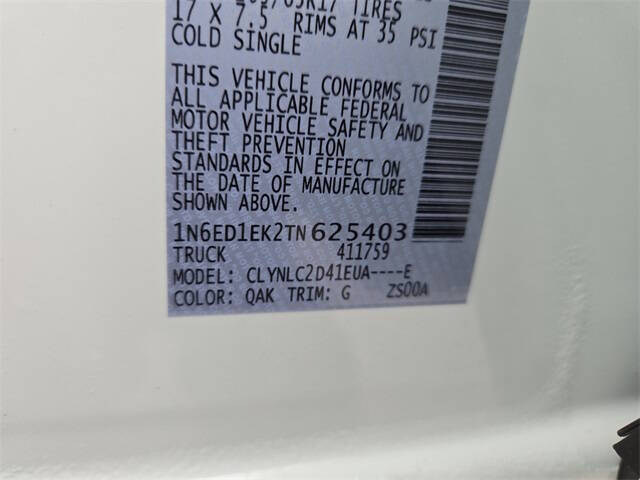 17 X 7.5 RIMS AT 35 PSI
COLD SINGLE
THIS VEHICLE CONFORMS TO
ALL APPLICABLE FEDERAL
MOTOR VEHICLE SAFETY AND
THEFT PREVENTION
STANDARDS IN EFFECT ON
THE DATE OF MANUFACTURE
SHOWN ABOVE.
1N6ED1EK2TN625403
TRUCK 411759
MODEL: CLYNLC2D41EUA----E
COLOR: QAK TRIM: G ZS00A